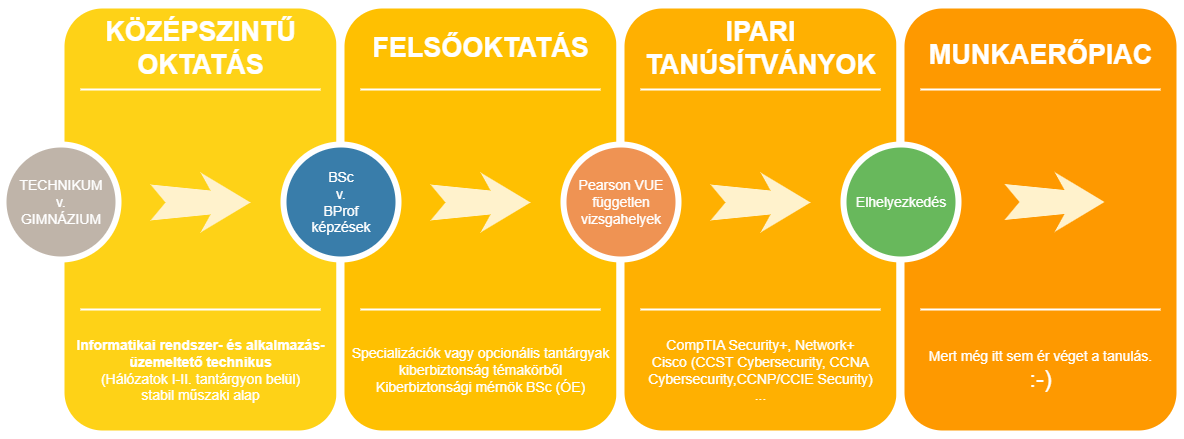 KÖZÉPSZINTŰ
OKTATÁS
TECHNIKUM
v.
GIMNÁZIUM
Informatikai rendszer- és alkalmazás-
üzemeltető technikus
(Hálózatok I-II. tantárgyon belül)
stabil műszaki alap
FELSŐOKTATÁS
BSc
v.
BProf
képzések
Specializációk vagy opcionális tantárgyak
kiberbiztonság témakörből
Kiberbiztonsági mérnök BSc (ÓE)
IPARI
TANÚSÍTVÁNYOK
Pearson VUE
független
vizsgahelyek
CompTIA Security+, Network+
Cisco (CCST Cybersecurity, CCNA
Cybersecurity,CCNP/CCIE Security)
...
MUNKAERŐPIAC
Elhelyezkedés
Mert még itt sem ér véget a tanulás.
:-)